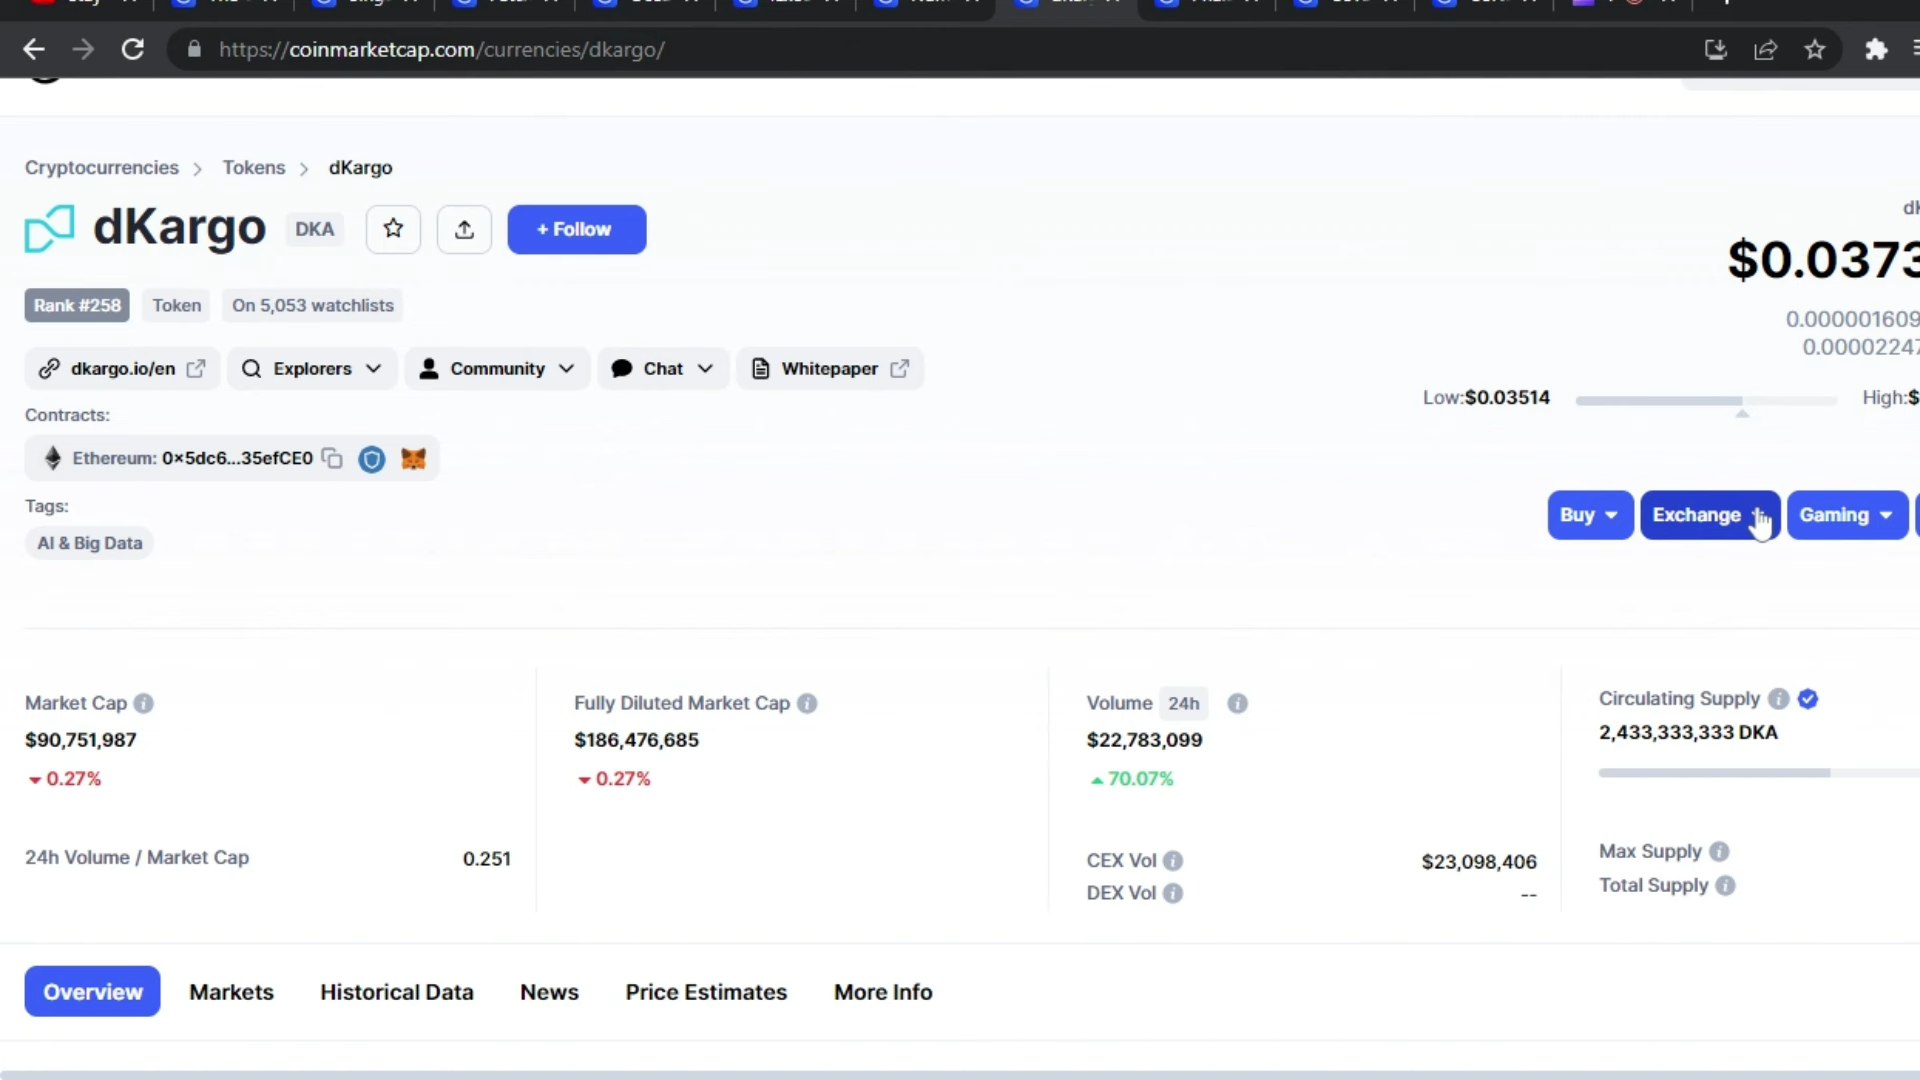 https://coinmarketcap.com/currencies/dkargo/
Cryptocurrencies > Tokens > dKargo
dKargo DKA + Follow
$0.0373
Rank #258 Token On 5,053 watchlists
0.000001609
0.00002247
dkargo.io/en Explorers Community Chat Whitepaper
Low:$0.03514 High:$
Contracts:
Ethereum: 0×5dc6...35efCE0
Tags:
Buy Exchange Gaming
AI & Big Data
Market Cap Fully Diluted Market Cap Volume 24h Circulating Supply
$90,751,987 $186,476,685 $22,783,099 2,433,333,333 DKA
0.27% 0.27% 70.07%
24h Volume / Market Cap 0.251 CEX Vol $23,098,406 Max Supply
DEX Vol -- Total Supply
Overview Markets Historical Data News Price Estimates More Info